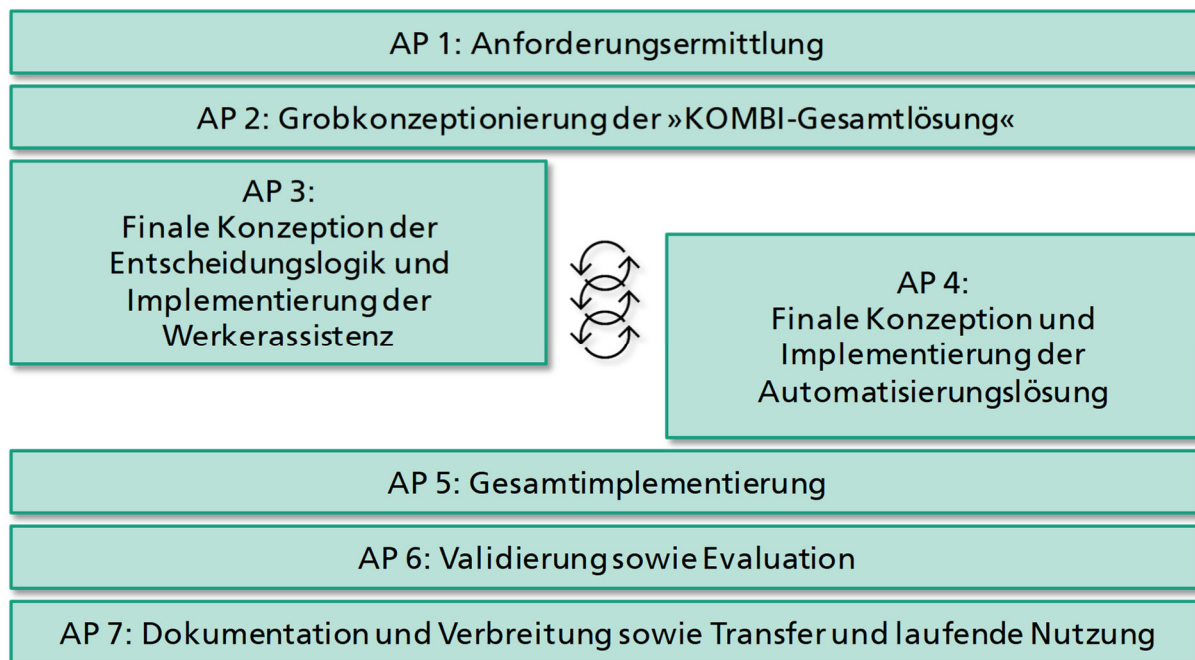 AP 1: Anforderungsermittlung
AP 2: Grobkonzeptionierung der »KOMBI-Gesamtlösung«
AP 3:
Finale Konzeption der
Entscheidungslogik und
Implementierung der
Werkerassistenz
AP 4:
Finale Konzeption und
Implementierung der
Automatisierungslösung
AP 5: Gesamtimplementierung
AP 6: Validierung sowie Evaluation
AP 7: Dokumentation und Verbreitung sowie Transfer und laufende Nutzung